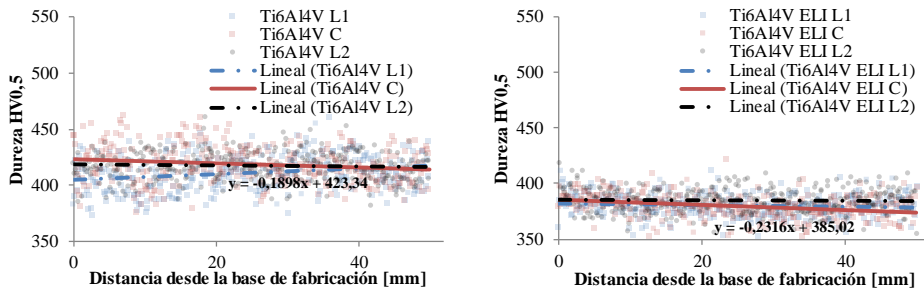 Ti6Al4V L1
Ti6Al4V C
Ti6Al4V L2
Lineal (Ti6Al4V L1)
Lineal (Ti6Al4V C)
Lineal (Ti6Al4V L2)
Dureza HV0,5
550
500
450
400
350
y = -0,1898x + 423,34
0
20
40
Distancia desde la base de fabricación [mm]
Ti6Al4V ELI L1
Ti6Al4V ELI C
Ti6Al4V ELI L2
Lineal (Ti6Al4V ELI L1)
Lineal (Ti6Al4V ELI C)
Lineal (Ti6Al4V ELI L2)
Dureza HV0,5
550
500
450
400
350
y = -0,2316x + 385,02
0
20
40
Distancia desde la base de fabricación [mm]